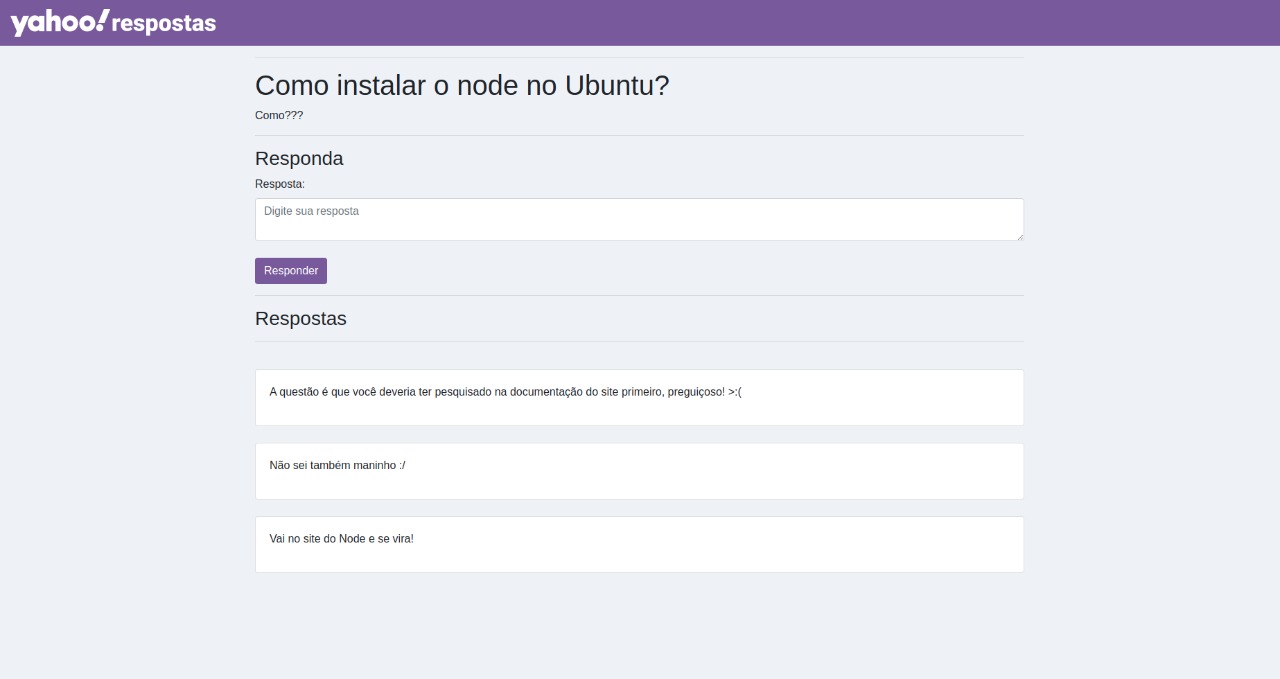 yahoo! respostas
Como instalar o node no Ubuntu?
Como???
Responda
Resposta:
Digite sua resposta
Responder
Respostas
A questão é que você deveria ter pesquisado na documentação do site primeiro, preguiçoso! >:(
Não sei também maninho :/
Vai no site do Node e se vira!